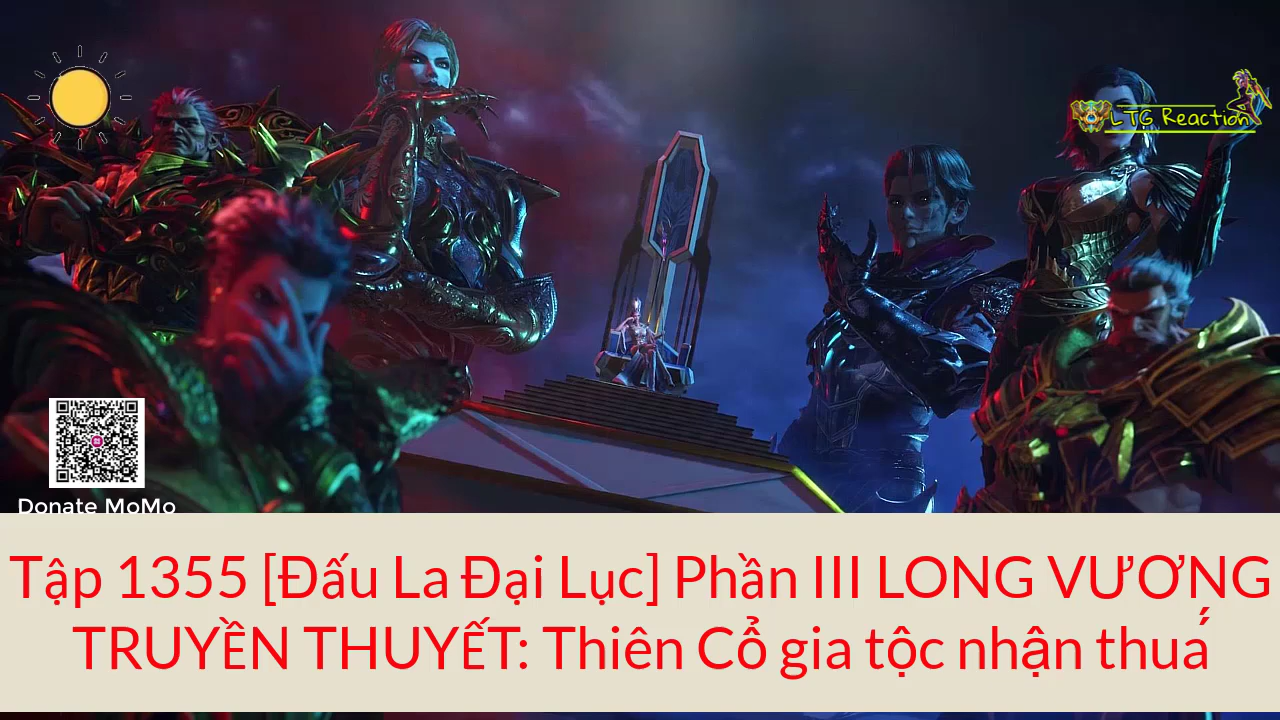 LTG Reaction
Donate MoMo
Tập 1355 [Đấu La Đại Lục] Phần III LONG VƯƠNG
TRUYỀN THUYẾT: Thiên Cổ gia tộc nhận thuá